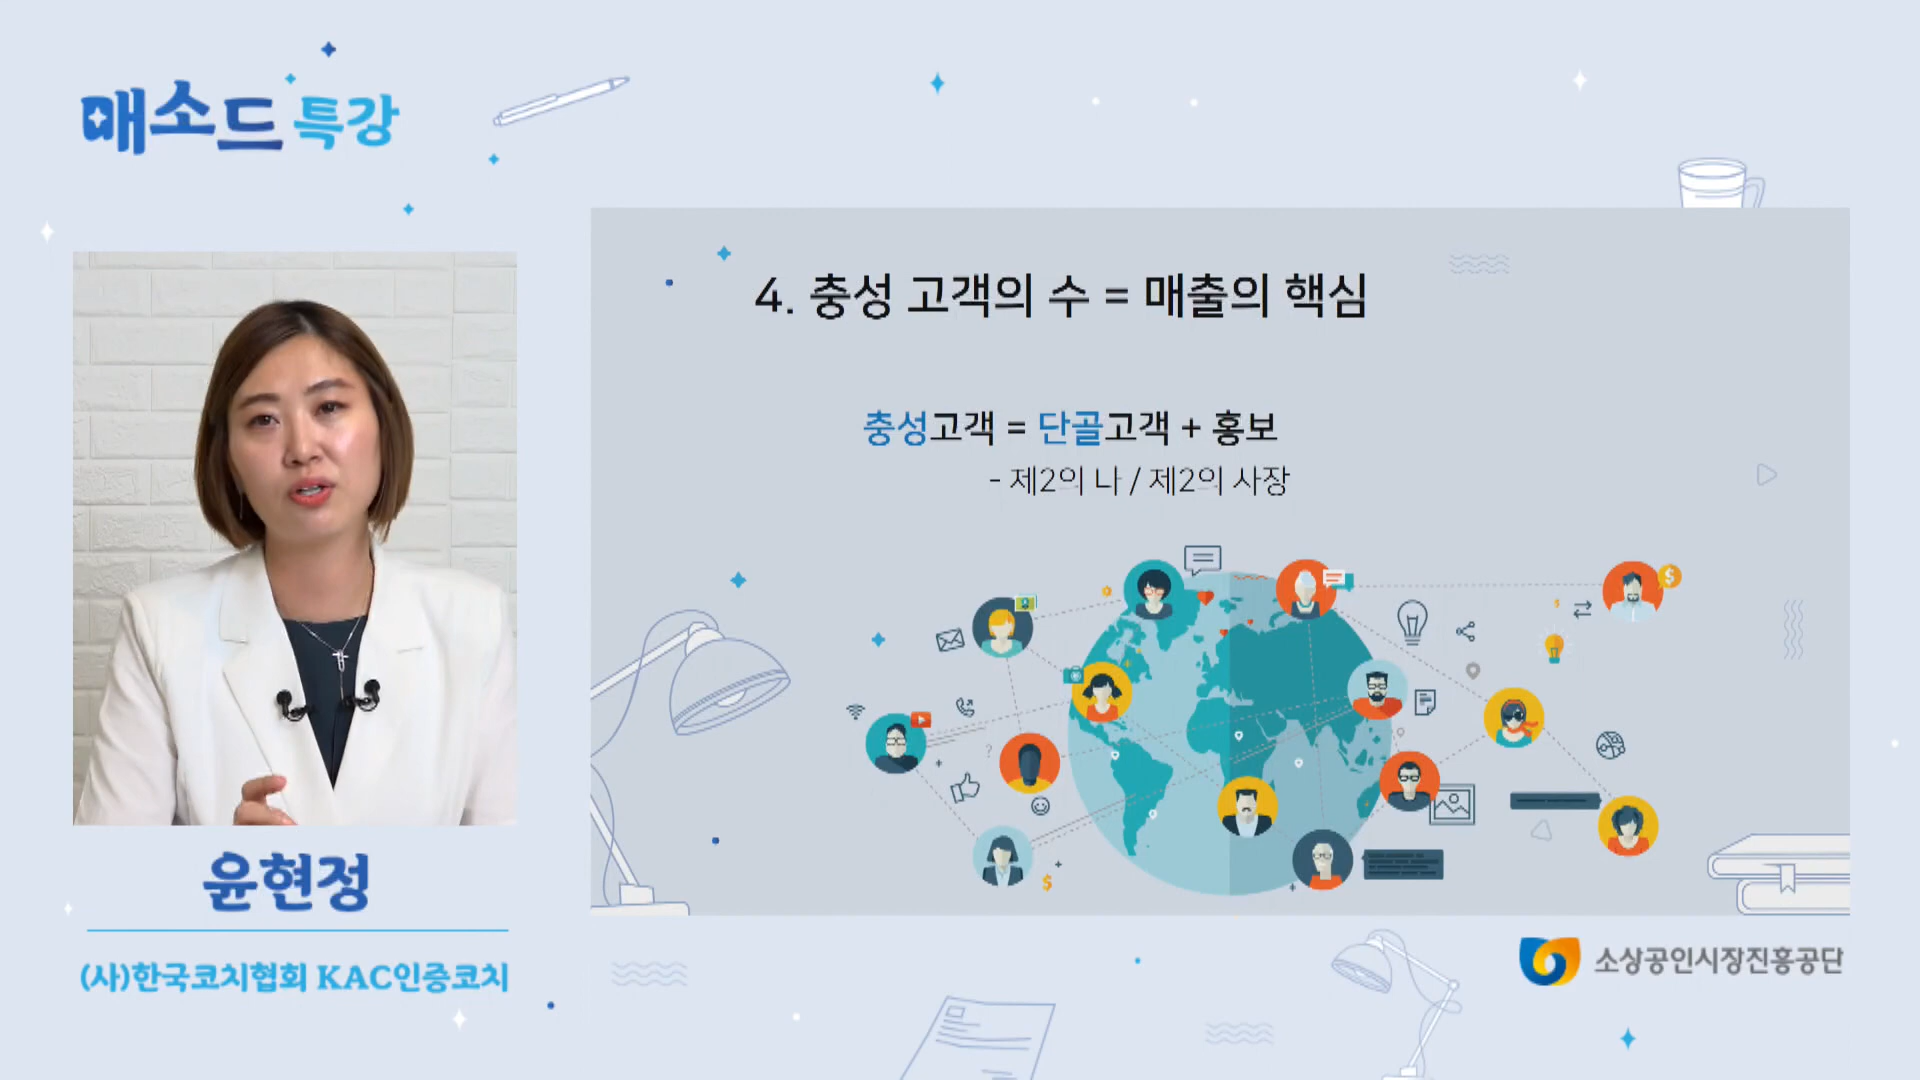 매소드 특강
4. 충성 고객의 수 = 매출의 핵심
충성고객 = 단골고객 + 홍보
- 제2의 나 / 제2의 사장
윤현정
(사)한국코치협회 KAC인증코치
소상공인시장진흥공단